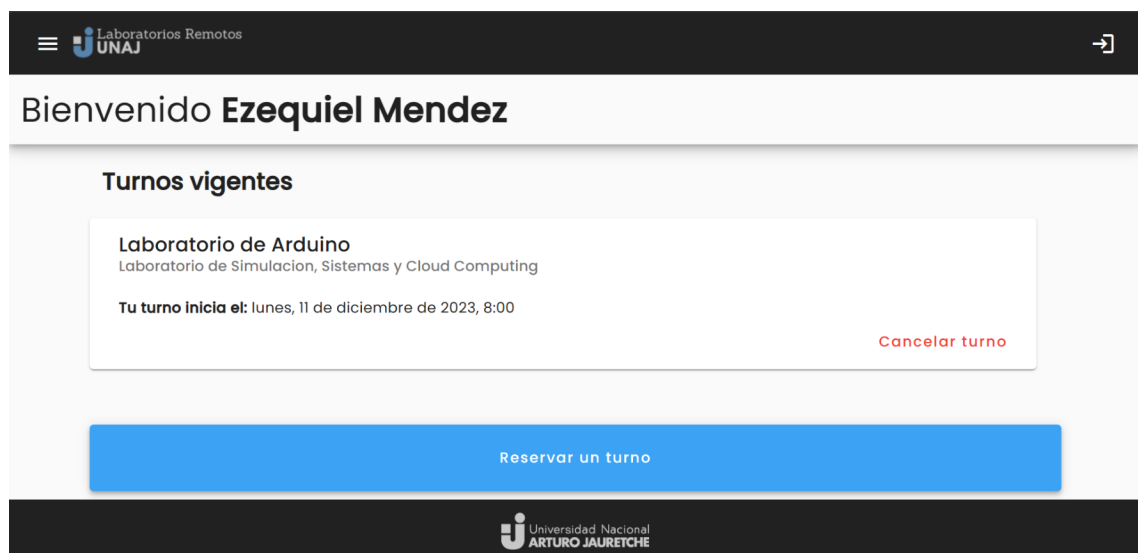 Laboratorios Remotos
UNAJ
Bienvenido Ezequiel Mendez
Turnos vigentes
Laboratorio de Arduino
Laboratorio de Simulacion, Sistemas y Cloud Computing
Tu turno inicia el: lunes, 11 de diciembre de 2023, 8:00
Cancelar turno
Reservar un turno
Universidad Nacional
ARTURO JAURETCHE